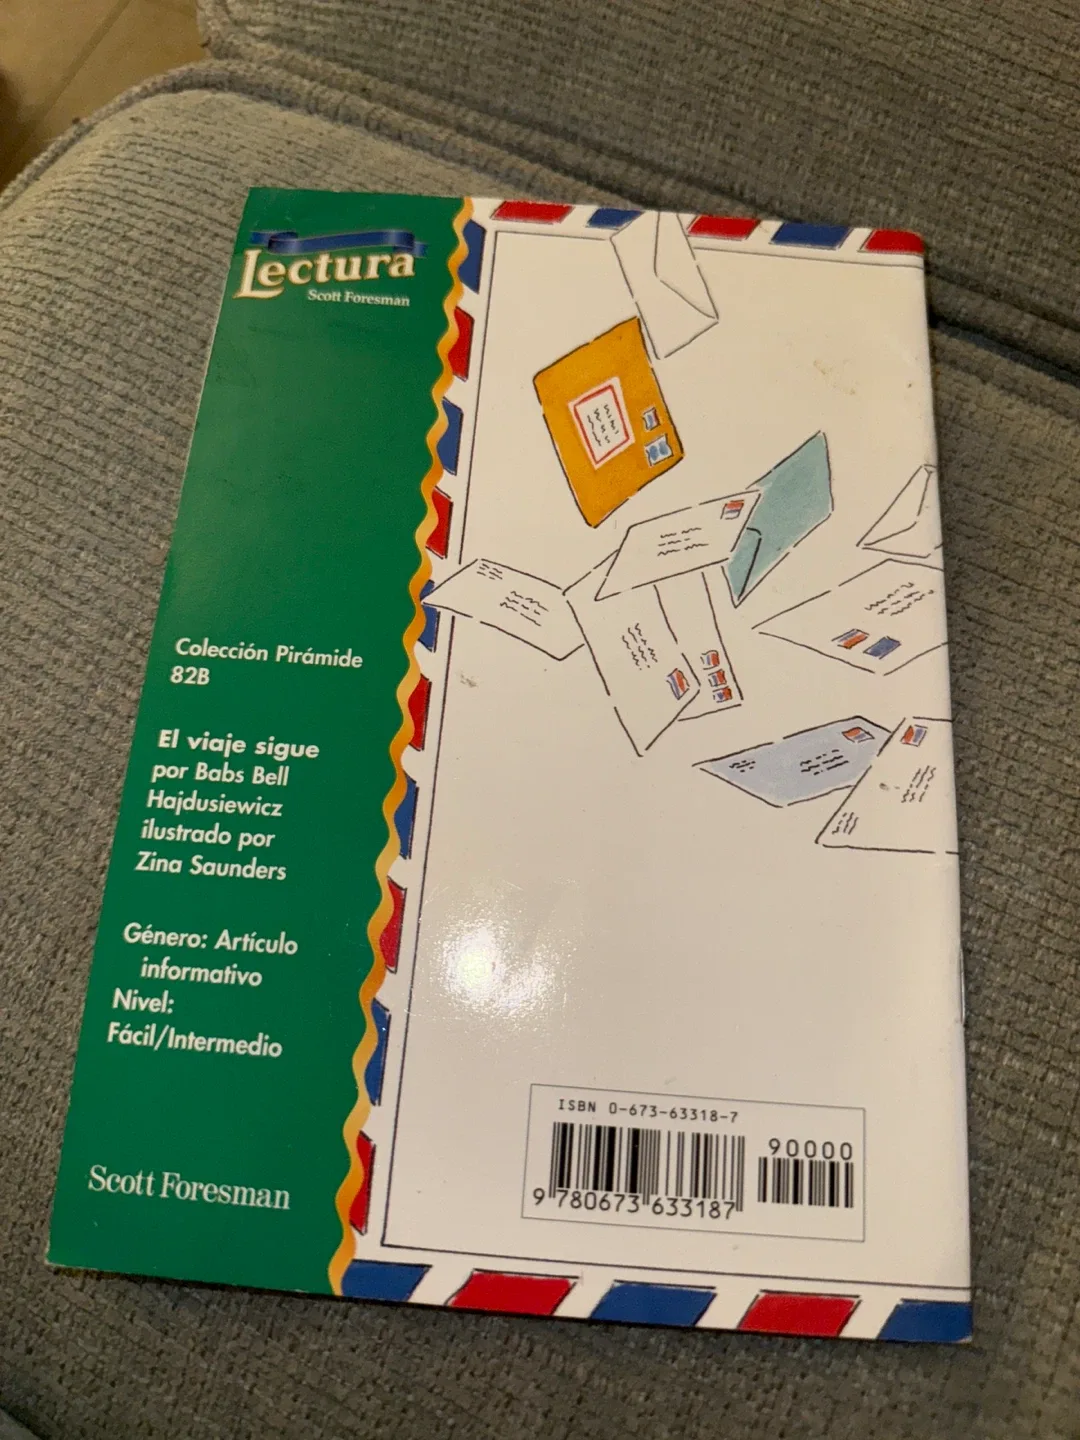 Lectura
Scott Foresman
Colección Pirámide
82B
El viaje sigue
por Babs Bell
Hajdusiewicz
ilustrado por
Zina Saunders
Género: Artículo
informativo
Nivel:
Fácil/Intermedio
Scott Foresman
ISBN 0-673-63318-7
90000
9 780673 633187